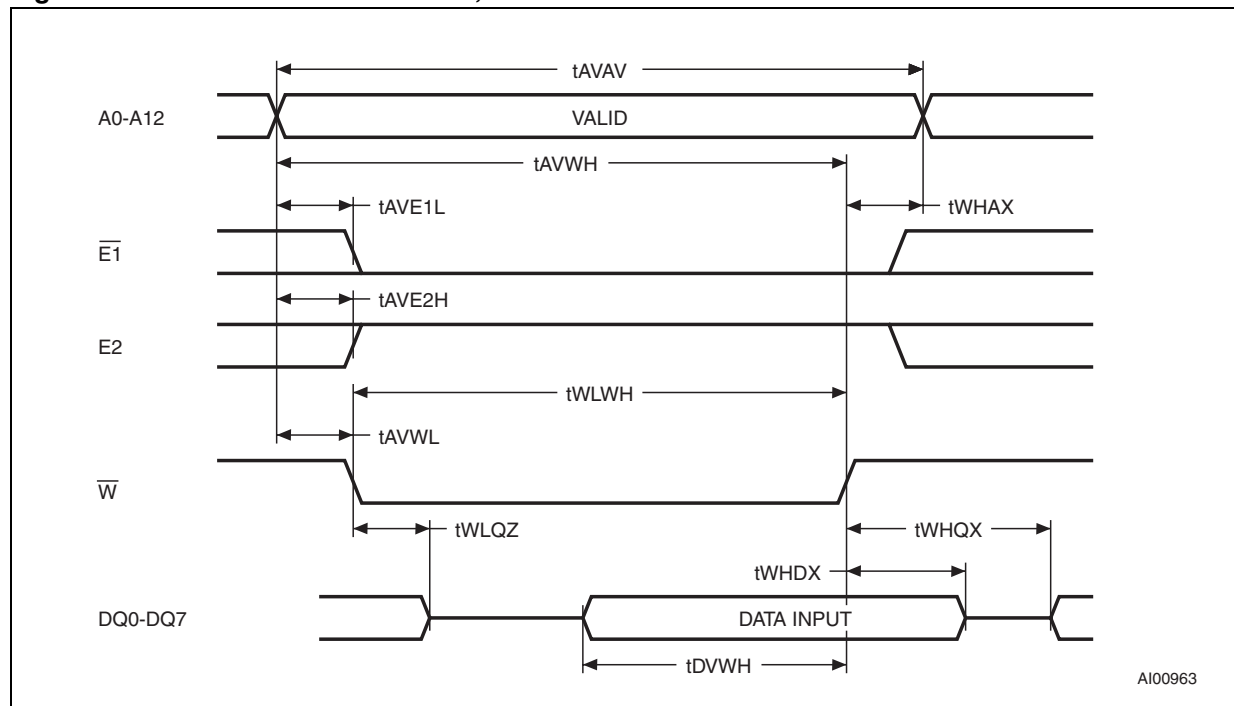 tAVAV
A0-A12
VALID
tAVWH
tAVE1L
tWHAX
E1
tAVE2H
E2
tWLWH
tAVWL
W
tWLQZ
tWHQX
tWHDX
DQ0-DQ7
DATA INPUT
tDVWH
AI00963